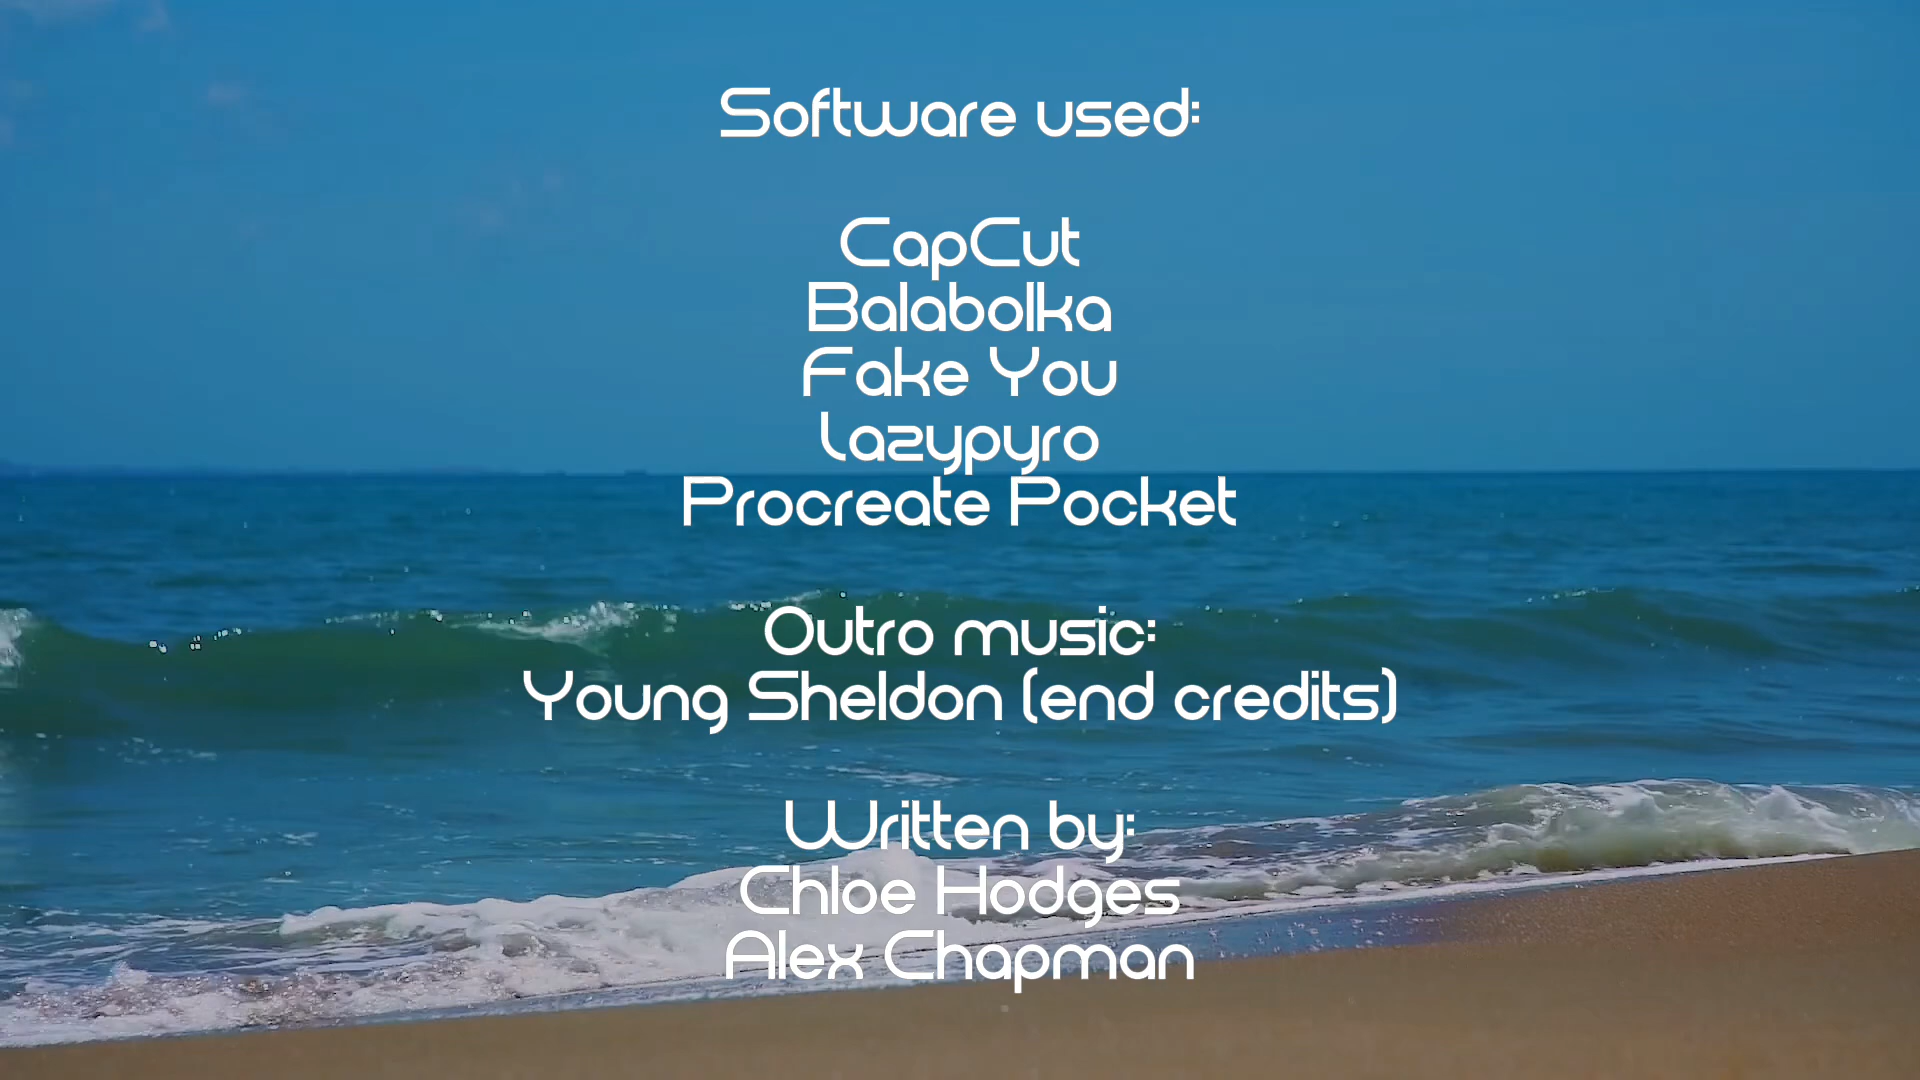 Software used:
CapCut
Balabolka
Fake You
Lazypyro
Procreate Pocket
Outro music:
Young Sheldon (end credits)
Written by:
Chloe Hodges
Alex Chapman